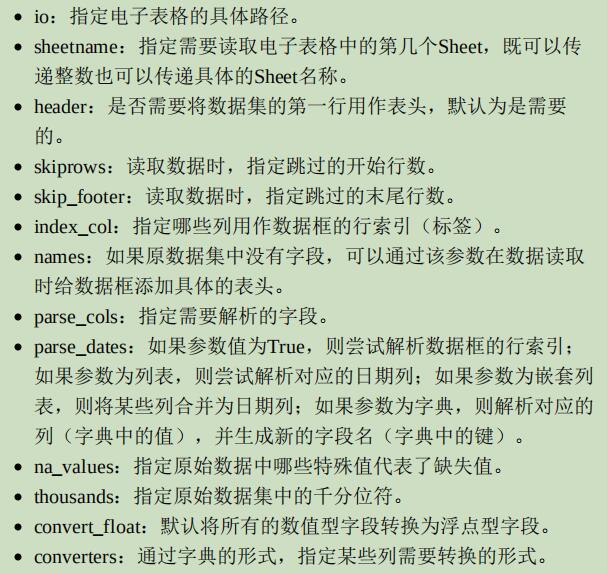 • io：指定电子表格的具体路径。
• sheetname：指定需要读取电子表格中的第几个Sheet，既可以传
递整数也可以传递具体的Sheet名称。
• header：是否需要将数据集的第一行用作表头，默认为是需要
的。
• skiprows：读取数据时，指定跳过的开始行数。
• skip_footer：读取数据时，指定跳过的末尾行数。
• index_col：指定哪些列用作数据框的行索引（标签）。
• names：如果原数据集中没有字段，可以通过该参数在数据读取
时给数据框添加具体的表头。
• parse_cols：指定需要解析的字段。
• parse_dates：如果参数值为True，则尝试解析数据框的行索引；
如果参数为列表，则尝试解析对应的日期列；如果参数为嵌套列
表，则将某些列合并为日期列；如果参数为字典，则解析对应的
列（字典中的值），并生成新的字段名（字典中的键）。
• na_values：指定原始数据中哪些特殊值代表了缺失值。
• thousands：指定原始数据集中的千分位符。
• convert_float：默认将所有的数值型字段转换为浮点型字段。
• converters：通过字典的形式，指定某些列需要转换的形式。